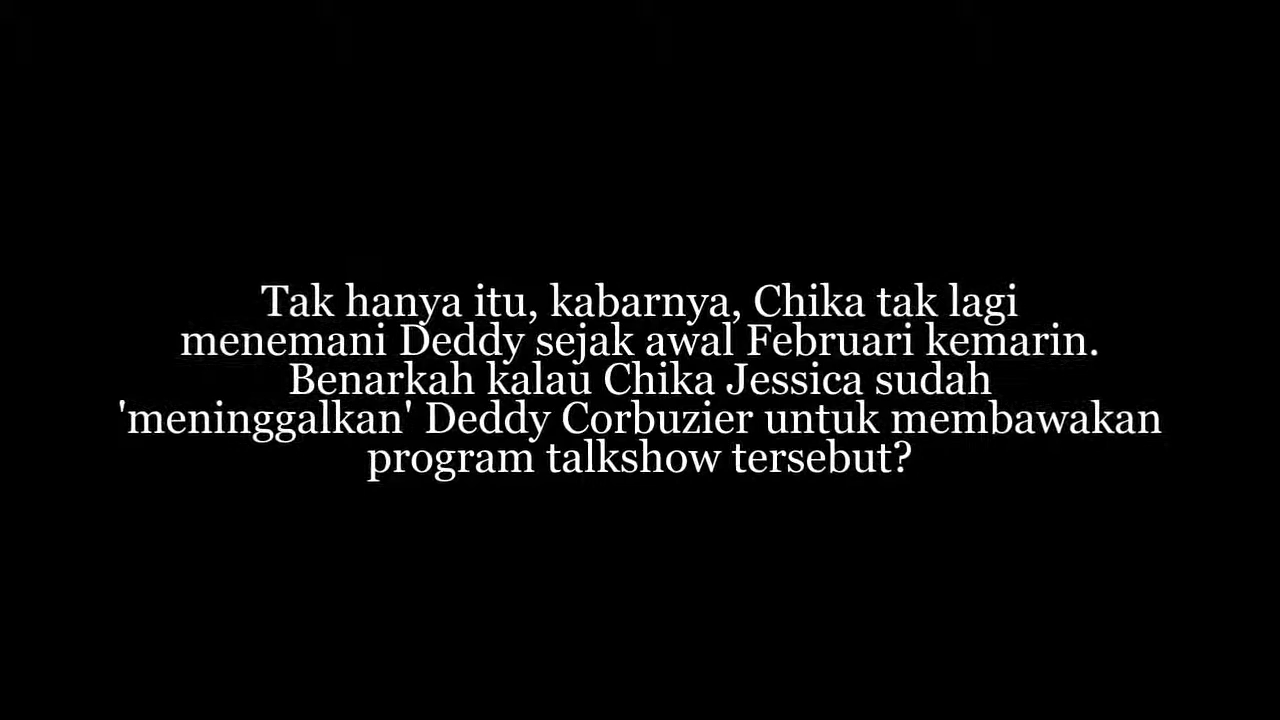 Tak hanya itu, kabarnya, Chika tak lagi
menemani Deddy sejak awal Februari kemarin.
Benarkah kalau Chika Jessica sudah
'meninggalkan' Deddy Corbuzier untuk membawakan
program talkshow tersebut?